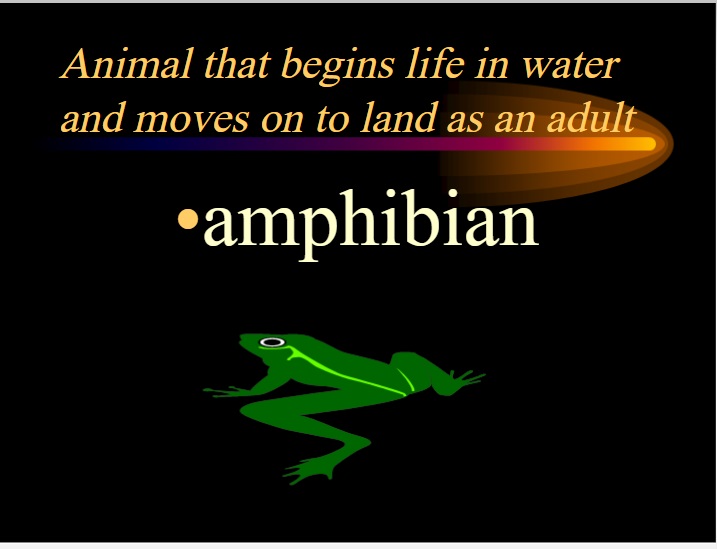 Animal that begins life in water
and moves on to land as an adult
•amphibian